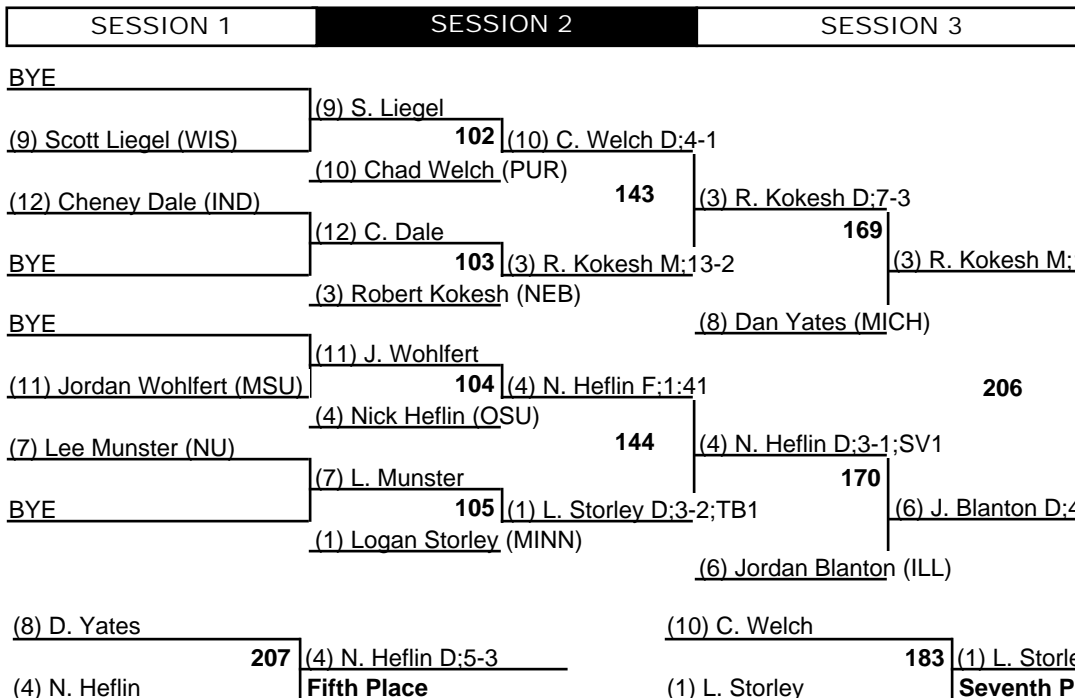 SESSION 1 SESSION 2 SESSION 3
BYE
(9) S. Liegel
(9) Scott Liegel (WIS) 102 (10) C. Welch D;4-1
(10) Chad Welch (PUR)
143
(12) Cheney Dale (IND) (3) R. Kokesh D;7-3
(12) C. Dale 169
BYE 103 (3) R. Kokesh M;13-2 (3) R. Kokesh M;
(3) Robert Kokesh (NEB)
BYE (8) Dan Yates (MICH)
(11) J. Wohlfert
(11) Jordan Wohlfert (MSU) 104 (4) N. Heflin F;1:41 206
(4) Nick Heflin (OSU)
144
(7) Lee Munster (NU) (4) N. Heflin D;3-1;SV1
(7) L. Munster 170
BYE 105 (1) L. Storley D;3-2;TB1 (6) J. Blanton D;4
(1) Logan Storley (MINN)
(6) Jordan Blanton (ILL)
(8) D. Yates (10) C. Welch
207 (4) N. Heflin D;5-3 183 (1) L. Storle
(4) N. Heflin Fifth Place (1) L. Storley Seventh P